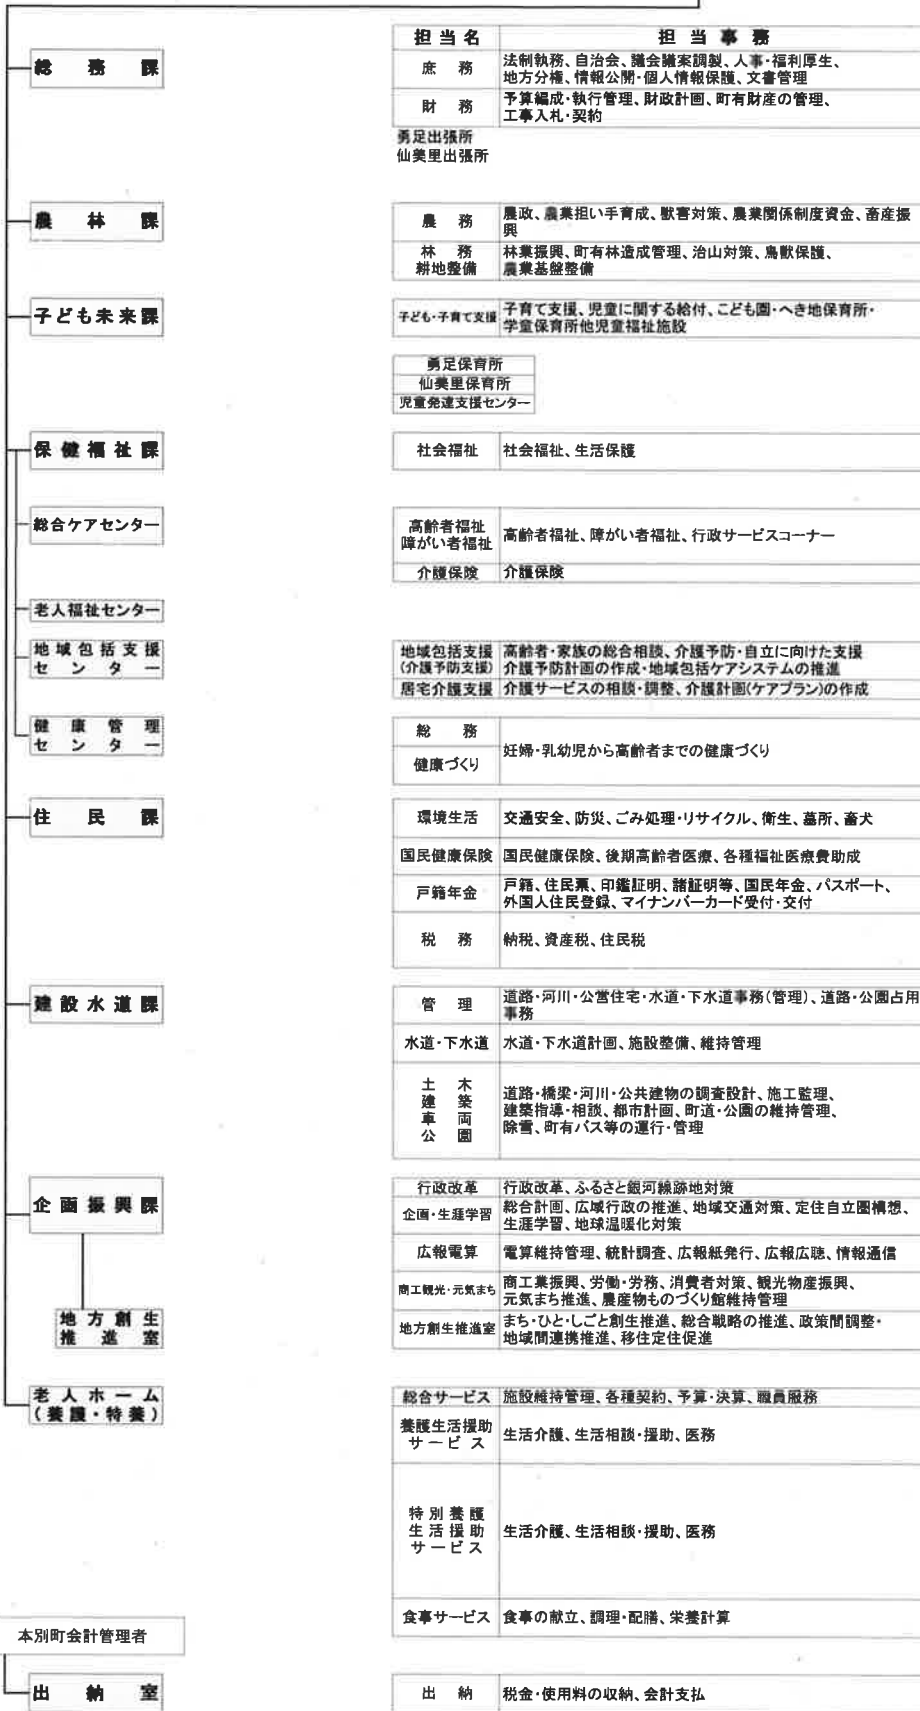 担当名 担当事務
総務課
庶務 法制執務、自治会、議会議案調製、人事・福利厚生、
地方分権、情報公開・個人情報保護、文書管理
財務 予算編成・執行管理、財政計画、町有財産の管理、
工事入札・契約
勇足出張所
仙美里出張所
農林課
農務 農政、農業担い手育成、獣害対策、農業関係制度資金、畜産振
興
林務 林業振興、町有林造成管理、治山対策、鳥獣保護、
耕地整備 農業基盤整備
子ども未来課
子ども・子育て支援 子育て支援、児童に関する給付、こども園・へき地保育所・
学童保育所他児童福祉施設
勇足保育所
仙美里保育所
児童発達支援センター
保健福祉課
社会福祉 社会福祉、生活保護
総合ケアセンター
高齢者福祉
障がい者福祉 高齢者福祉、障がい者福祉、行政サービスコーナー
介護保険 介護保険
老人福祉センター
地域包括支援
センター
地域包括支援 高齢者・家族の総合相談、介護予防・自立に向けた支援
(介護予防支援) 介護予防計画の作成・地域包括ケアシステムの推進
居宅介護支援 介護サービスの相談・調整、介護計画(ケアプラン)の作成
健康管理
センター
総務
健康づくり 妊婦・乳幼児から高齢者までの健康づくり
住民課
環境生活 交通安全、防災、ごみ処理・リサイクル、衛生、墓所、畜犬
国民健康保険 国民健康保険、後期高齢者医療、各種福祉医療費助成
戸籍年金 戸籍、住民票、印鑑証明、諸証明等、国民年金、パスポート、
外国人住民登録、マイナンバーカード受付・交付
税務 納税、資産税、住民税
建設水道課
管理 道路・河川・公営住宅・水道・下水道事務(管理)、道路・公園占用
事務
水道・下水道 水道・下水道計画、施設整備、維持管理
土木
建築
車両
公園
道路・橋梁・河川・公共建物の調査設計、施工監理、
建築指導・相談、都市計画、町道・公園の維持管理、
除雪、町有バス等の運行・管理
企画振興課
行政改革 行政改革、ふるさと銀河線跡地対策
企画・生涯学習 総合計画、広域行政の推進、地域交通対策、定住自立圏構想、
生涯学習、地球温暖化対策
広報電算 電算維持管理、統計調査、広報紙発行、広報広聴、情報通信
商工観光・元気まち 商工業振興、労働・労務、消費者対策、観光物産振興、
元気まち推進、農産物ものづくり館維持管理
地方創生
推進室
地方創生推進室 まち・ひと・しごと創生推進、総合戦略の推進、政策間調整・
地域間連携推進、移住定住促進
老人ホーム
(養護・特養)
総合サービス 施設維持管理、各種契約、予算・決算、職員服務
養護生活援助
サービス 生活介護、生活相談・援助、医務
特別養護
生活援助
サービス 生活介護、生活相談・援助、医務
食事サービス 食事の献立、調理・配膳、栄養計算
本別町会計管理者
出納室
出納 税金・使用料の収納、会計支払